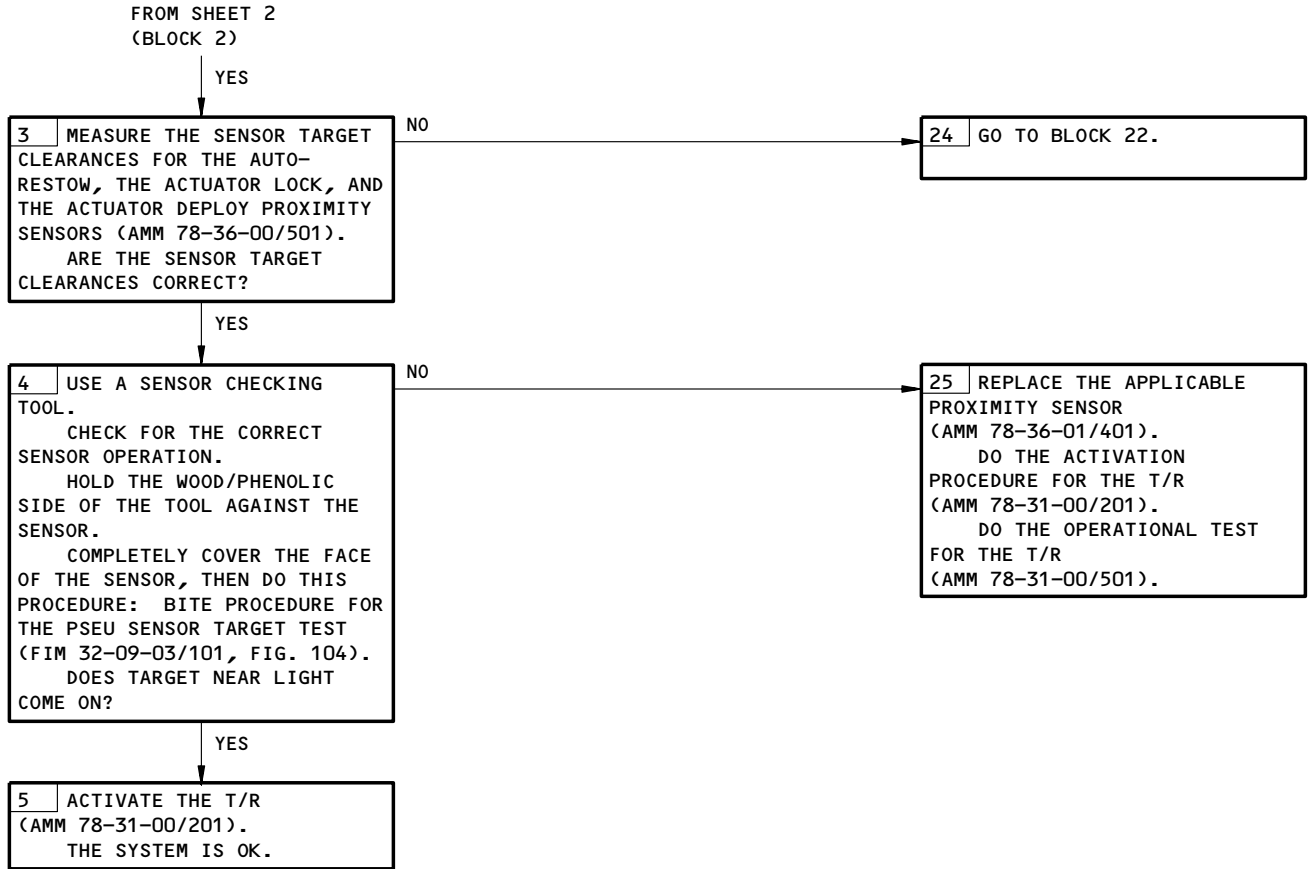 FROM SHEET 2
(BLOCK 2)
YES
3 MEASURE THE SENSOR TARGET
CLEARANCES FOR THE AUTO-
RESTOW, THE ACTUATOR LOCK, AND
THE ACTUATOR DEPLOY PROXIMITY
SENSORS (AMM 78-36-00/501).
ARE THE SENSOR TARGET
CLEARANCES CORRECT?
NO
24 GO TO BLOCK 22.
YES
4 USE A SENSOR CHECKING
TOOL.
CHECK FOR THE CORRECT
SENSOR OPERATION.
HOLD THE WOOD/PHENOLIC
SIDE OF THE TOOL AGAINST THE
SENSOR.
COMPLETELY COVER THE FACE
OF THE SENSOR, THEN DO THIS
PROCEDURE: BITE PROCEDURE FOR
THE PSEU SENSOR TARGET TEST
(FIM 32-09-03/101, FIG. 104).
DOES TARGET NEAR LIGHT
COME ON?
NO
25 REPLACE THE APPLICABLE
PROXIMITY SENSOR
(AMM 78-36-01/401).
DO THE ACTIVATION
PROCEDURE FOR THE T/R
(AMM 78-31-00/201).
DO THE OPERATIONAL TEST
FOR THE T/R
(AMM 78-31-00/501).
YES
5 ACTIVATE THE T/R
(AMM 78-31-00/201).
THE SYSTEM IS OK.